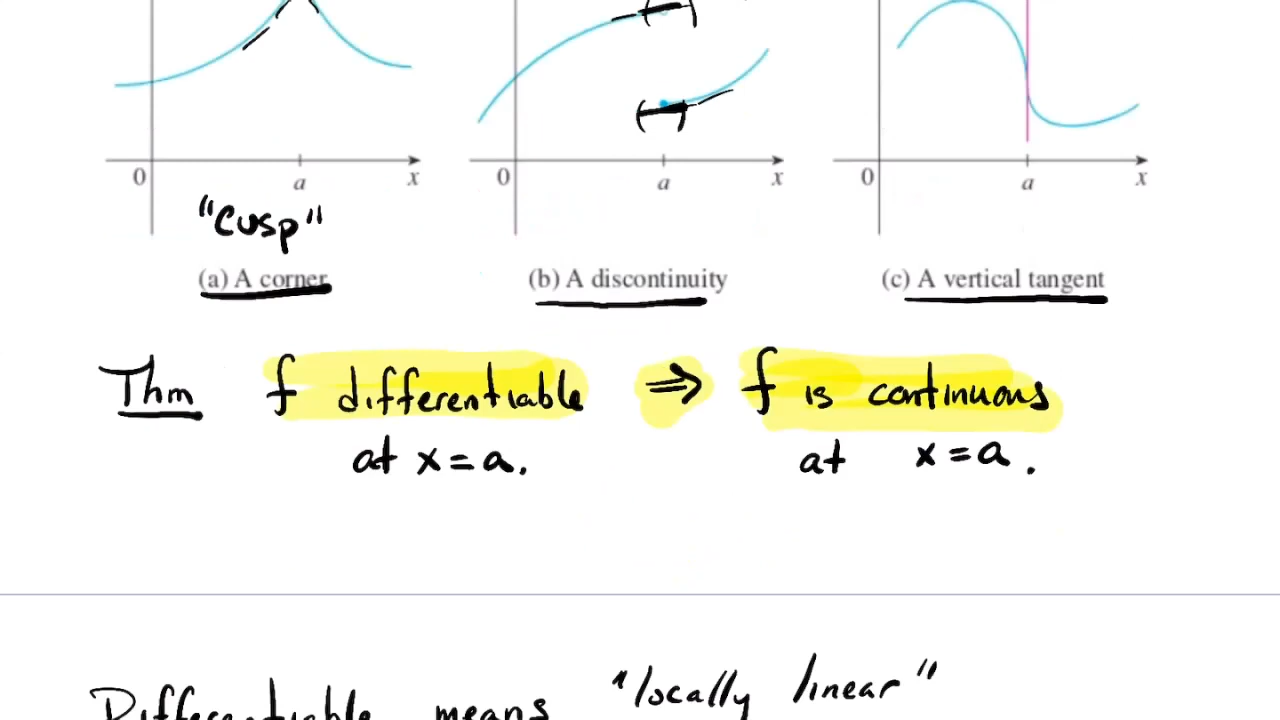 0 a x 0 a x 0 a x
"Cusp"
(a) A corner (b) A discontinuity (c) A vertical tangent
Thm f differentiable ⇒ f is continuous
at x = a. at x = a.
Differentiable means "locally linear"